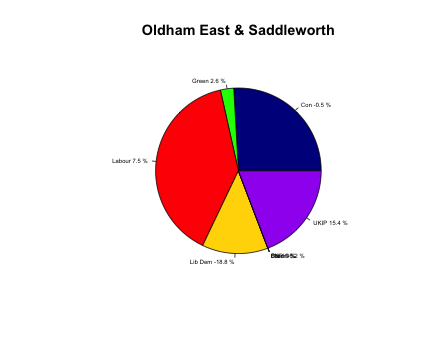 Oldham East & Saddleworth
Green 2.6 %
Con -0.5 %
Labour 7.5 %
UKIP 15.4 %
Lib Dem -18.8 %